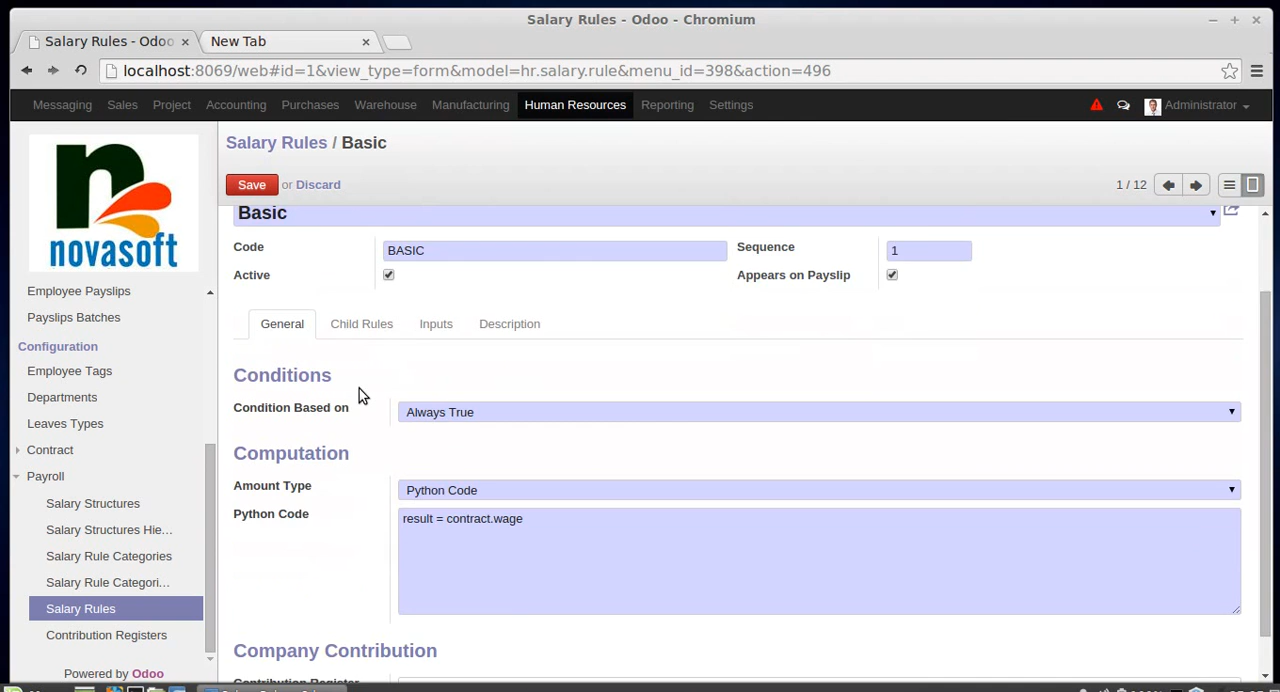 Salary Rules - Odoo - Chromium
Salary Rules - Odoo
New Tab
localhost:8069/web#id=1&view_type=form&model=hr.salary.rule&menu_id=398&action=496
Messaging Sales Project Accounting Purchases Warehouse Manufacturing Human Resources Reporting Settings Administrator
n
novasoft
Employee Payslips
Payslips Batches
Configuration
Employee Tags
Departments
Leaves Types
Contract
Payroll
Salary Structures
Salary Structures Hie...
Salary Rule Categories
Salary Rule Categori...
Salary Rules
Contribution Registers
Powered by Odoo
Salary Rules / Basic
Save or Discard
1 / 12
Basic
Code BASIC Sequence 1
Active Appears on Payslip
General Child Rules Inputs Description
Conditions
Condition Based on Always True
Computation
Amount Type Python Code
Python Code result = contract.wage
Company Contribution
Contribution Register